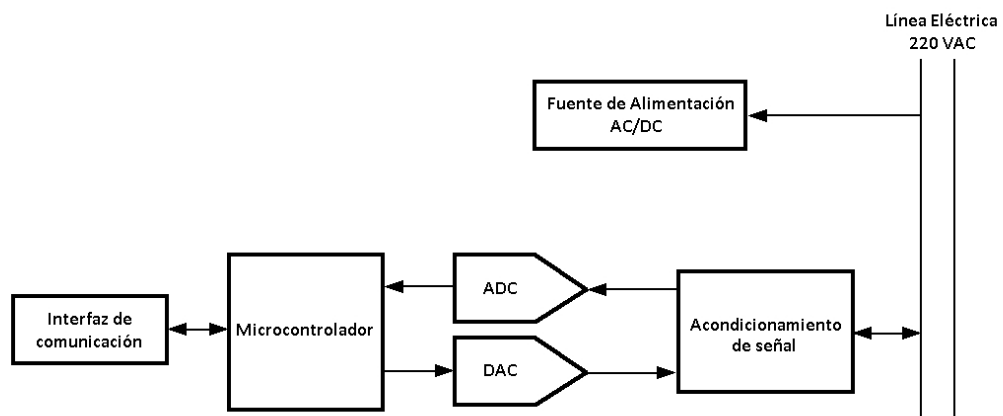 Línea Eléctrica
220 VAC
Fuente de Alimentación
AC/DC
ADC
Interfaz de
comunicación
Microcontrolador
Acondicionamiento
de señal
DAC